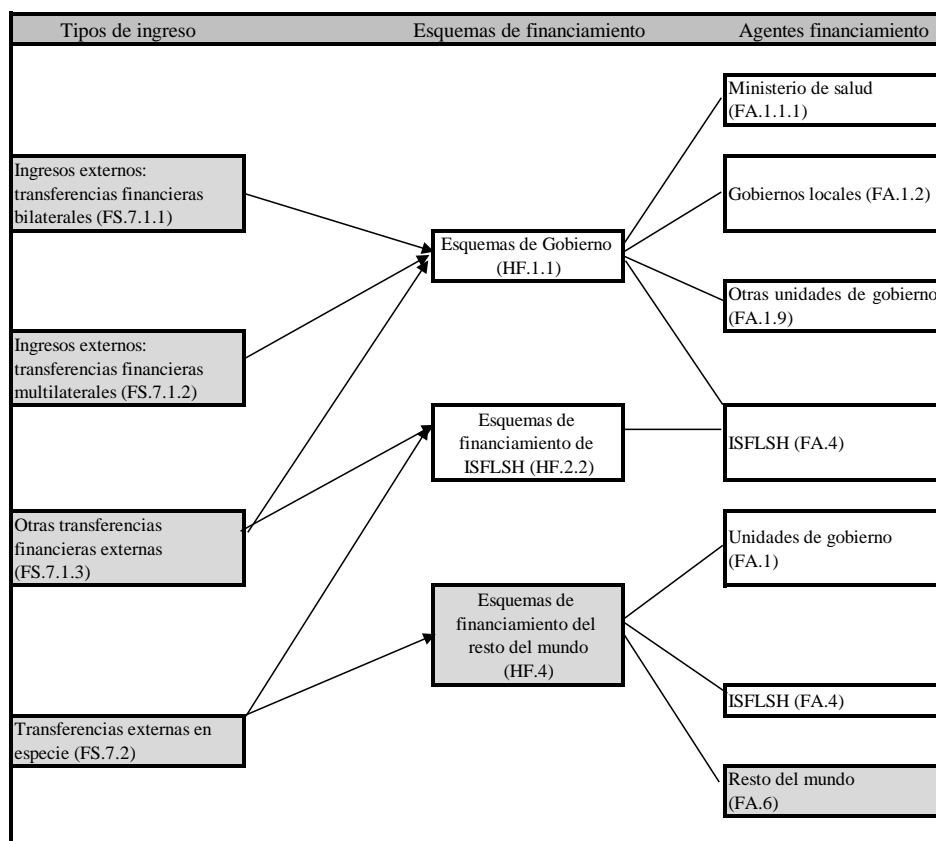 Tipos de ingreso
Esquemas de financiamiento
Agentes financiamiento
Ingresos externos:
transferencias financieras
bilaterales (FS.7.1.1)
Ingresos externos:
transferencias financieras
multilaterales (FS.7.1.2)
Otras transferencias
financieras externas
(FS.7.1.3)
Transferencias externas en
especie (FS.7.2)
Esquemas de Gobierno
(HF.1.1)
Esquemas de
financiamiento de
ISFLSH (HF.2.2)
Esquemas de
financiamiento del
resto del mundo
(HF.4)
Ministerio de salud
(FA.1.1.1)
Gobiernos locales (FA.1.2)
Otras unidades de gobierno
(FA.1.9)
ISFLSH (FA.4)
Unidades de gobierno
(FA.1)
ISFLSH (FA.4)
Resto del mundo
(FA.6)